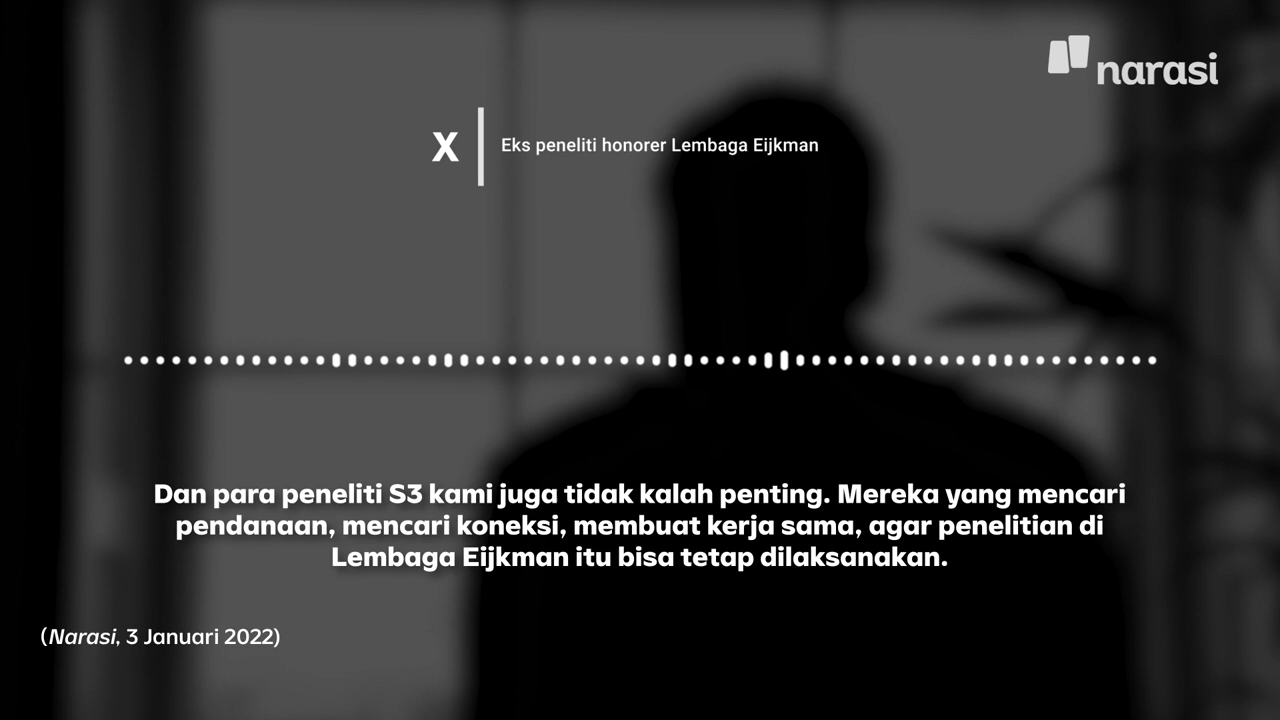 narasi
X
Eks peneliti honorer Lembaga Eijkman
Dan para peneliti S3 kami juga tidak kalah penting. Mereka yang mencari
pendanaan, mencari koneksi, membuat kerja sama, agar penelitian di
Lembaga Eijkman itu bisa tetap dilaksanakan.
(Narasi, 3 Januari 2022)